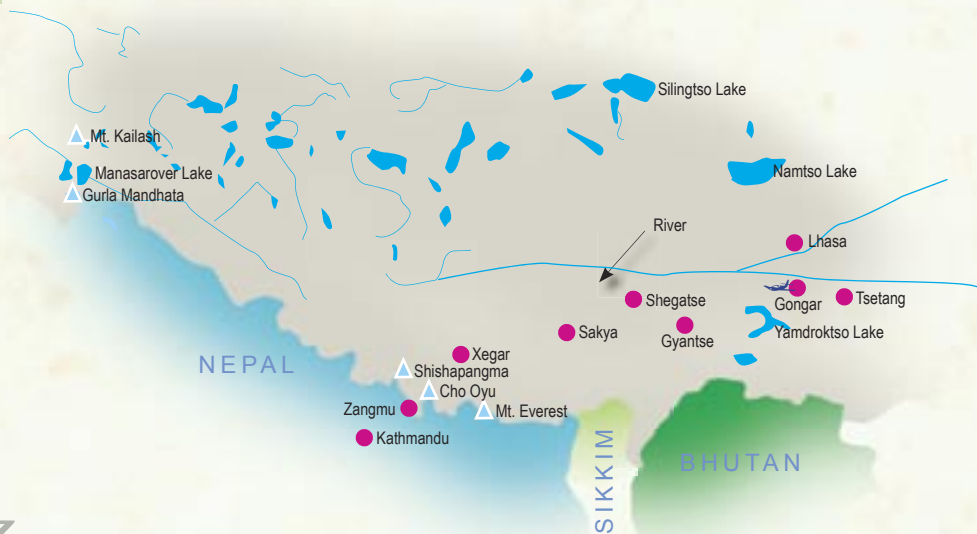 Silingtso Lake
Mt. Kailash
Manasarover Lake
Namtso Lake
Gurla Mandhata
River
Lhasa
Shegatse
Gongar
Tsetang
Sakya
Gyantse
Yamdroktso Lake
NEPAL
Xegar
Shishapangma
Cho Oyu
Zangmu
Mt. Everest
Kathmandu
SIKKIM
BHUTAN